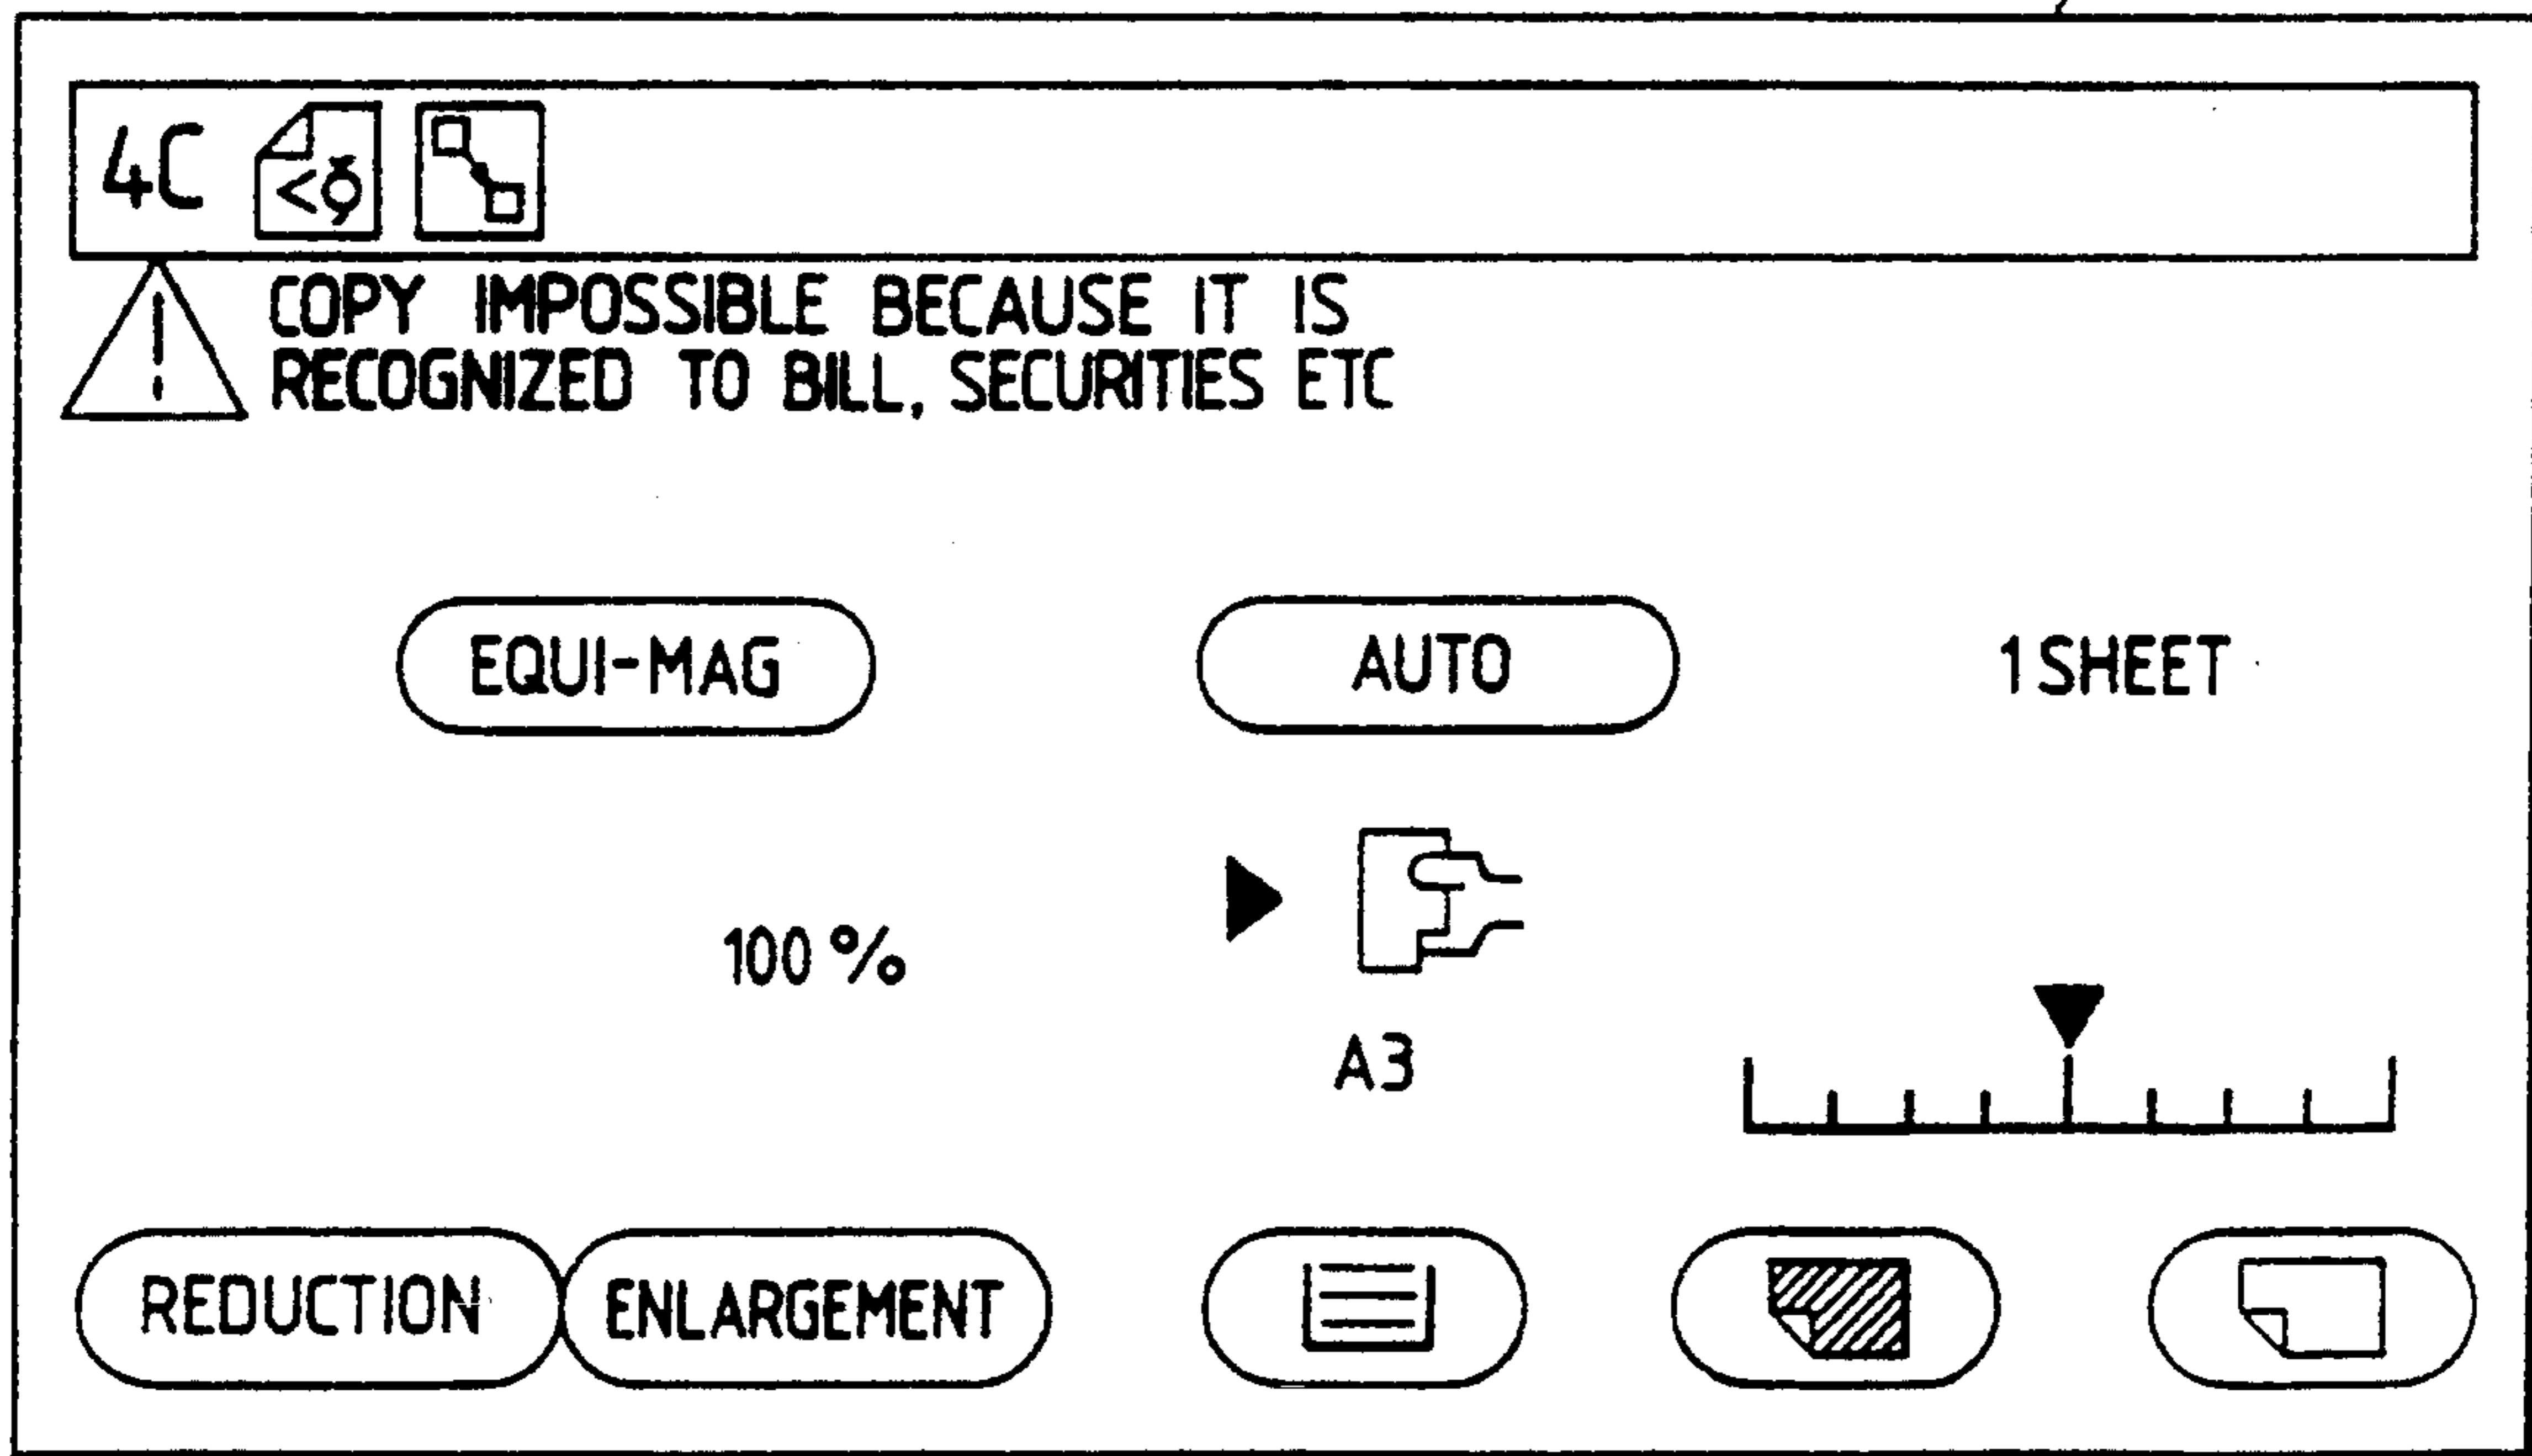 4C
COPY IMPOSSIBLE BECAUSE IT IS
RECOGNIZED TO BILL, SECURITIES ETC
EQUI-MAG
AUTO
1 SHEET
100 %
A3
REDUCTION
ENLARGEMENT